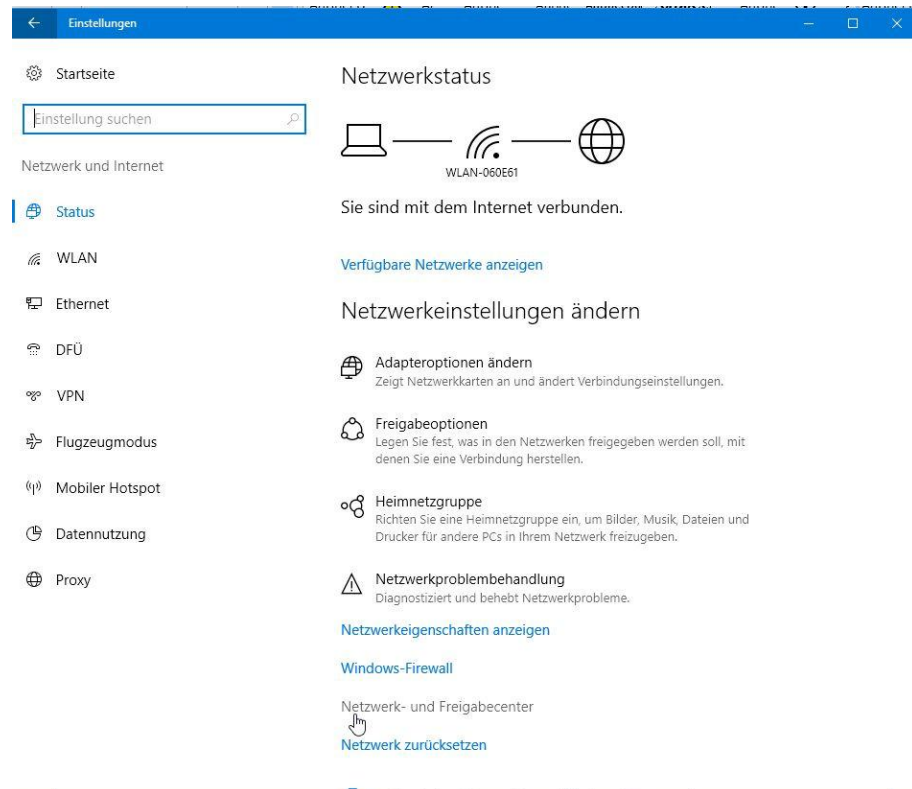 Einstellungen
Startseite
Einstellung suchen
Netzwerk und Internet
Status
WLAN
Ethernet
DFÜ
VPN
Flugzeugmodus
Mobiler Hotspot
Datennutzung
Proxy
Netzwerkstatus
WLAN-060E61
Sie sind mit dem Internet verbunden.
Verfügbare Netzwerke anzeigen
Netzwerkeinstellungen ändern
Adapteroptionen ändern
Zeigt Netzwerkkarten an und ändert Verbindungseinstellungen.
Freigabeoptionen
Legen Sie fest, was in den Netzwerken freigegeben werden soll, mit
denen Sie eine Verbindung herstellen.
Heimnetzgruppe
Richten Sie eine Heimnetzgruppe ein, um Bilder, Musik, Dateien und
Drucker für andere PCs in Ihrem Netzwerk freizugeben.
Netzwerkproblembehandlung
Diagnostiziert und behebt Netzwerkprobleme.
Netzwerkeigenschaften anzeigen
Windows-Firewall
Netzwerk- und Freigabecenter
Netzwerk zurücksetzen